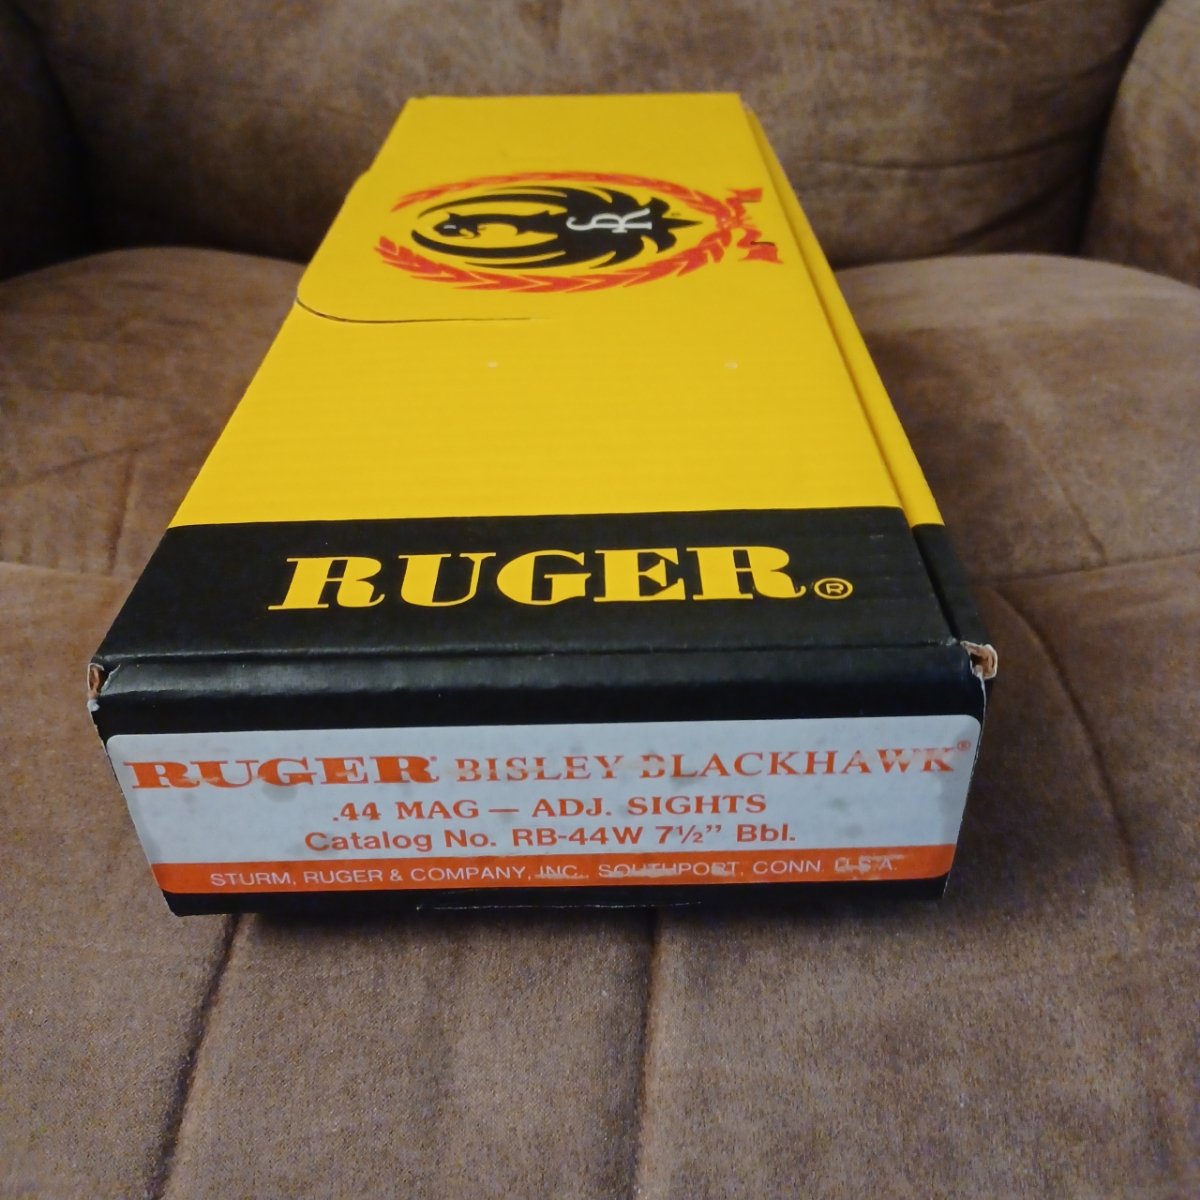 SR
RUGER®
RUGER® BISLEY BLACKHAWK®
.44 MAG — ADJ. SIGHTS
Catalog No. RB-44W 7½” Bbl.
STURM, RUGER & COMPANY, INC., SOUTHPORT, CONN. U.S.A.